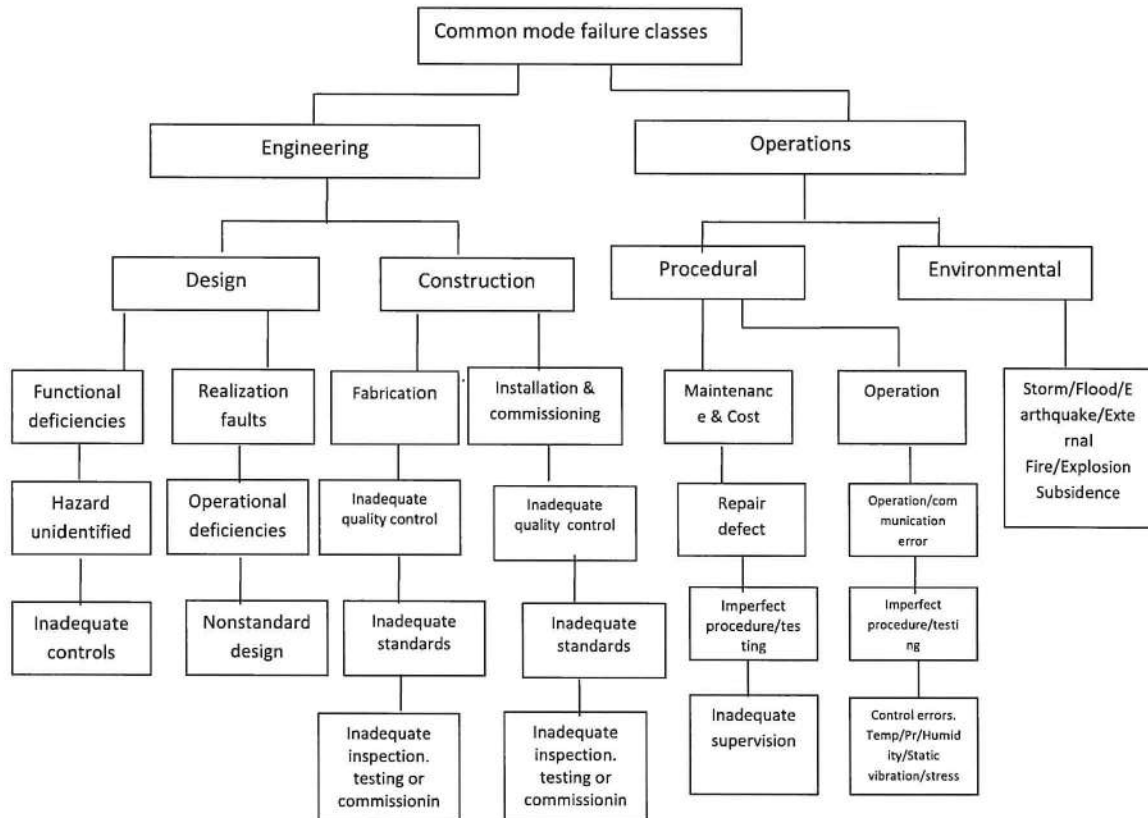 Common mode failure classes
Engineering
Operations
Design
Construction
Procedural
Environmental
Functional
deficiencies
Realization
faults
Fabrication
Installation &
commissioning
Maintenanc
e & Cost
Operation
Storm/Flood/E
arthquake/Exte
rnal
Fire/Explosion
Subsidence
Hazard
unidentified
Operational
deficiencies
Inadequate
quality control
Inadequate
quality control
Repair
defect
Operation/com
munication
error
Inadequate
controls
Nonstandard
design
Inadequate
standards
Inadequate
standards
Imperfect
procedure/tes
ting
Imperfect
procedure/testi
ng
Inadequate
inspection.
testing or
commissionin
Inadequate
inspection.
testing or
commissionin
Inadequate
supervision
Control errors.
Temp/Pr/Humid
ity/Static
vibration/stress